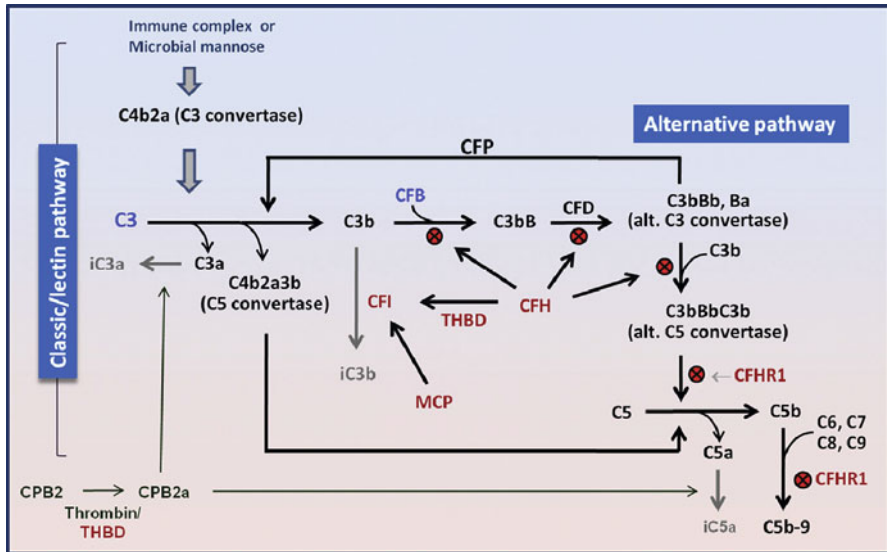 Immune complex or
Microbial mannose
C4b2a (C3 convertase)
Alternative pathway
CFP
Classic/lectin pathway
C3
C3b
CFB
C3bB
CFD
C3bBb, Ba
(alt. C3 convertase)
iC3a
C3a
C3b
C4b2a3b
(C5 convertase)
CFI
THBD
CFH
C3bBbC3b
(alt. C5 convertase)
iC3b
MCP
CFHR1
C5
C5b
C6, C7
C8, C9
C5a
CFHR1
CPB2
CPB2a
Thrombin/
THBD
iC5a
C5b-9